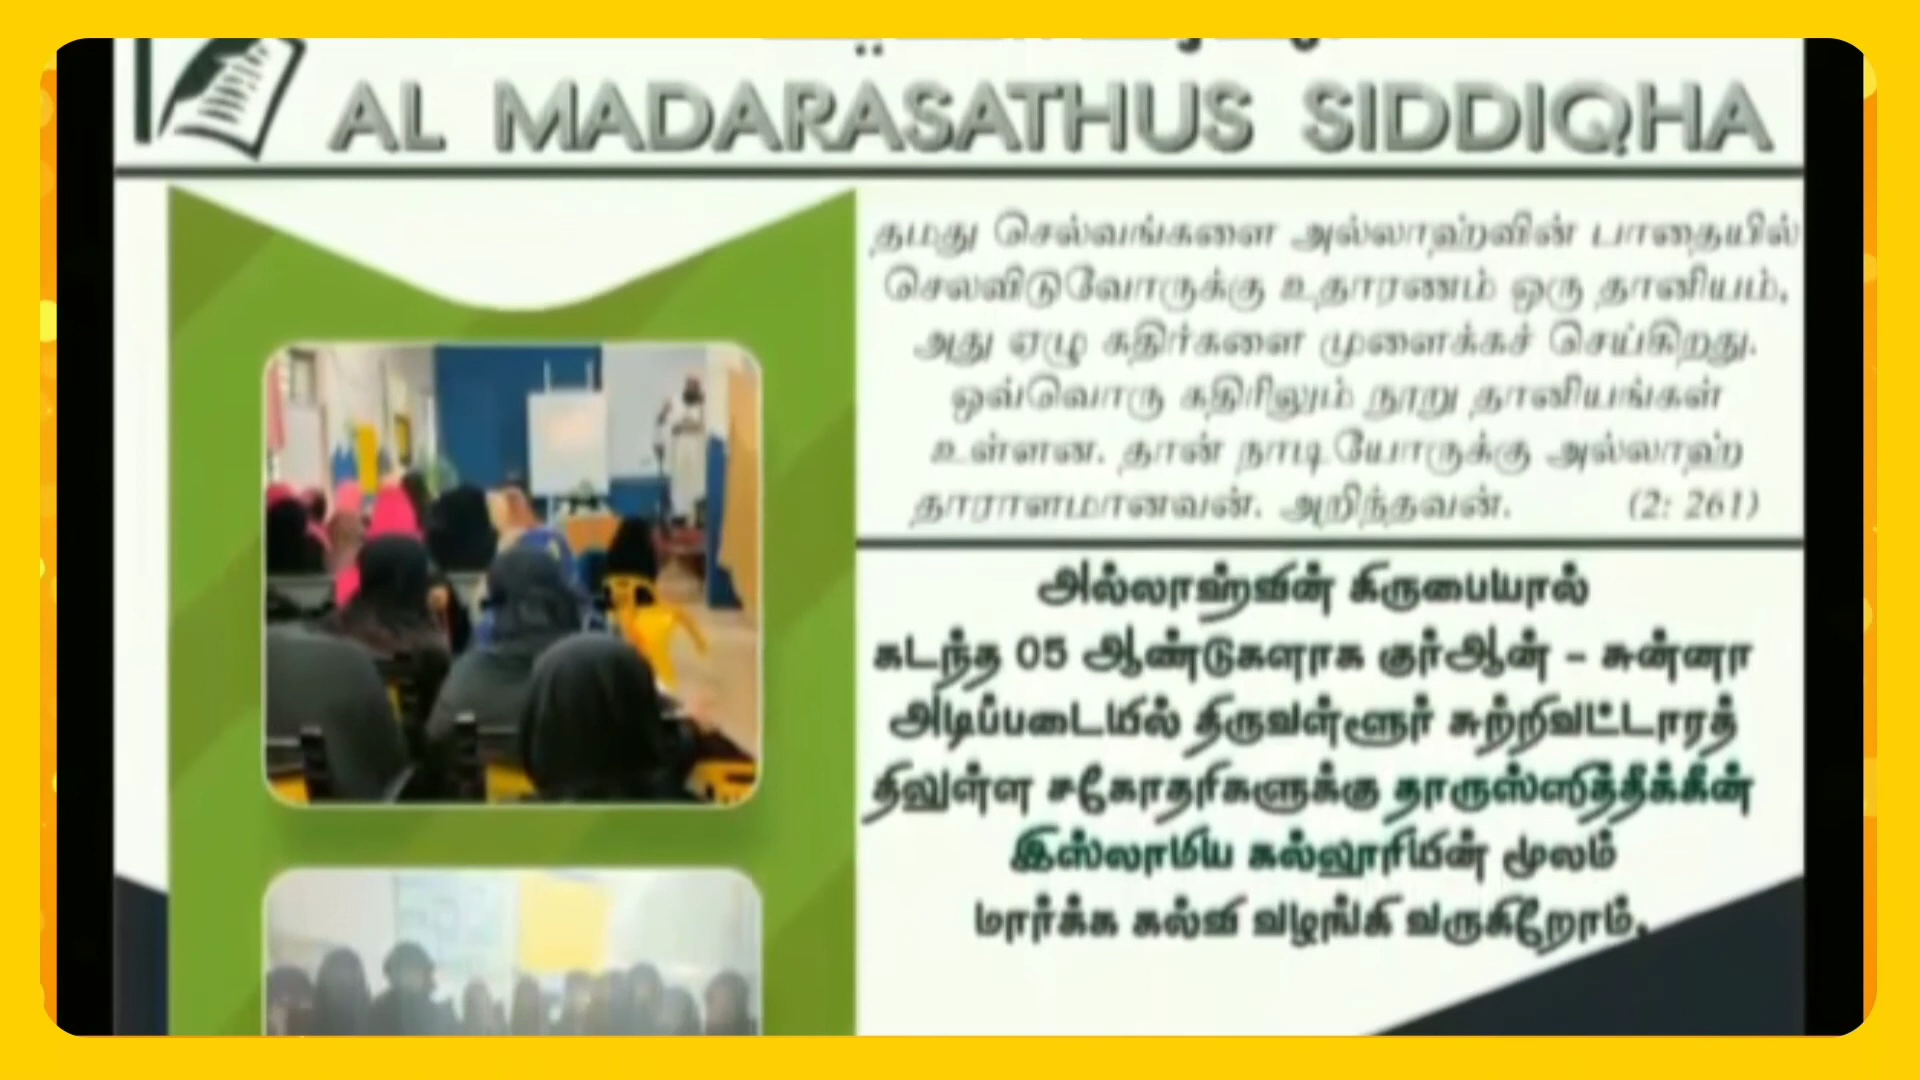 AL MADARASATHUS SIDDIQHA
தமது செல்வங்களை அல்லாஹ்வின் பாதையில்
செலவிடுவோருக்கு உதாரணம் ஒரு தானியம்.
அது ஏழு கதிர்களை முளைக்கச் செய்கிறது.
ஒவ்வொரு கதிரிலும் நூறு தானியங்கள்
உள்ளன. தான் நாடியோருக்கு அல்லாஹ்
தாராளமானவன். அறிந்தவன். (2: 261)
அல்லாஹ்வின் கிருபையால்
கடந்த 05 ஆண்டுகளாக குர்ஆன் - சுன்னா
அடிப்படையில் திருவள்ளூர் சுற்றிவட்டாரத்
திலுள்ள சகோதரிகளுக்கு தாருஸ்ஸித்தீக்கீன்
இஸ்லாமிய கல்லூரியின் மூலம்
மார்க்க கல்வி வழங்கி வருகிறோம்.